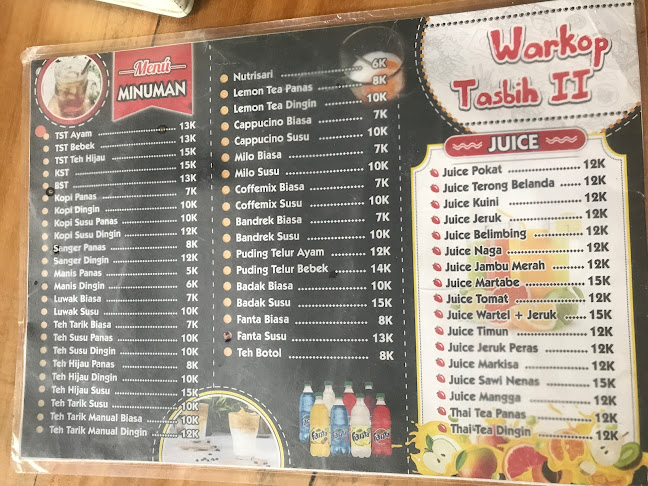 Menu
MINUMAN
TST Ayam 13K
TST Bebek 13K
TST Teh Hijau 15K
KST 15K
BST 13K
Kopi Panas 7K
Kopi Dingin 10K
Kopi Susu Panas 10K
Kopi Susu Dingin 12K
Sanger Panas 8K
Sanger Dingin 12K
Manis Panas 5K
Manis Dingin 6K
Luwak Biasa 7K
Luwak Susu 10K
Teh Tarik Biasa 7K
Teh Susu Panas 10K
Teh Susu Dingin 10K
Teh Hijau Panas 8K
Teh Hijau Dingin 10K
Teh Hijau Susu 15K
Teh Tarik Susu 10K
Teh Tarik Manual Biasa 10K
Teh Tarik Manual Dingin 12K
Nutrisari 6K
Lemon Tea Panas 8K
Lemon Tea Dingin 10K
Cappucino Biasa 7K
Cappucino Susu 10K
Milo Biasa 7K
Milo Susu 10K
Coffemix Biasa 7K
Coffemix Susu 10K
Bandrek Biasa 7K
Bandrek Susu 10K
Puding Telur Ayam 12K
Puding Telur Bebek 14K
Badak Biasa 10K
Badak Susu 15K
Fanta Biasa 8K
Fanta Susu 13K
Teh Botol 8K
Fanta
Fanta
Warkop
Tasbih II
JUICE
Juice Pokat 12K
Juice Terong Belanda 12K
Juice Kuini 12K
Juice Jeruk 12K
Juice Belimbing 12K
Juice Naga 12K
Juice Jambu Merah 12K
Juice Martabe 15K
Juice Tomat 12K
Juice Wartel + Jeruk 15K
Juice Timun 12K
Juice Jeruk Peras 12K
Juice Markisa 12K
Juice Sawi Nenas 15K
Juice Mangga 12K
Thai Tea Panas 12K
Thai Tea Dingin 12K